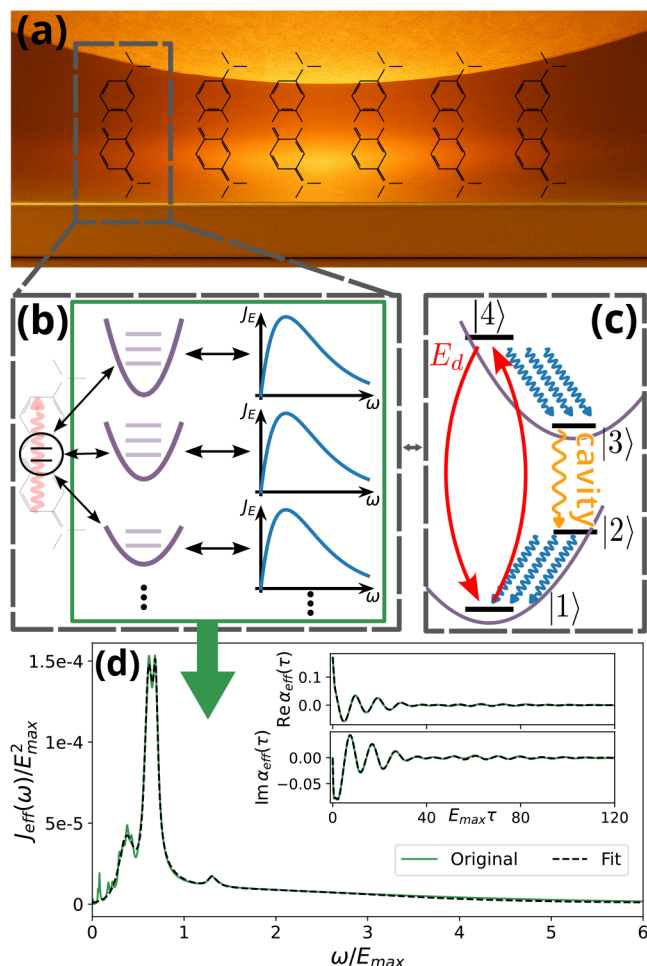 (a)
(b)
J_E
ω
J_E
ω
J_E
ω
(c)
|4⟩
E_d
|3⟩
cavity
|2⟩
|1⟩
(d)
J_eff(ω)/E²_max
1.5e-4
1e-4
5e-5
0
0 1 2 3 4 5 6
ω/E_max
Re α_eff(τ)
0.1
0.0
Im α_eff(τ)
0.00
−0.05
0 40 80 120
E_max τ
Original
Fit